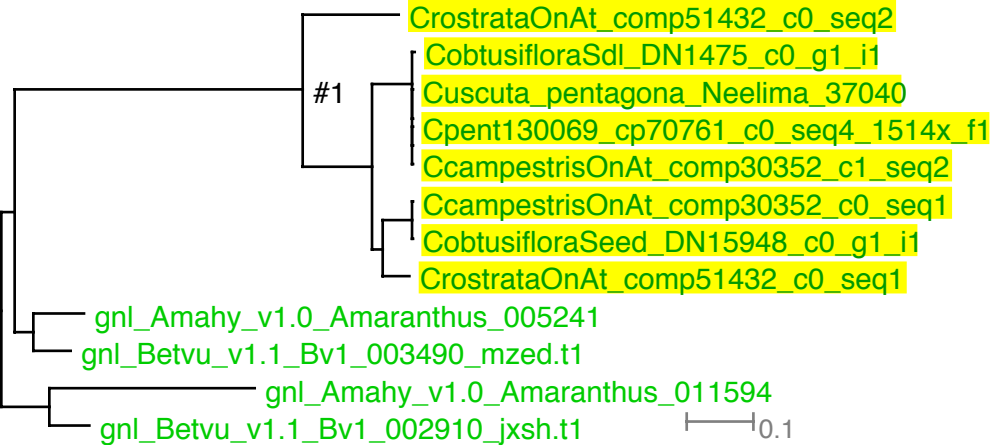 CrostrataOnAt_comp51432_c0_seq2
CobtusifloraSdl_DN1475_c0_g1_i1
#1
Cuscuta_pentagona_Neelima_37040
Cpent130069_cp70761_c0_seq4_1514x_f1
CcampestrisOnAt_comp30352_c1_seq2
CcampestrisOnAt_comp30352_c0_seq1
CobtusifloraSeed_DN15948_c0_g1_i1
CrostrataOnAt_comp51432_c0_seq1
gnl_Amahy_v1.0_Amaranthus_005241
gnl_Betvu_v1.1_Bv1_003490_mzed.t1
gnl_Amahy_v1.0_Amaranthus_011594
gnl_Betvu_v1.1_Bv1_002910_jxsh.t1
0.1